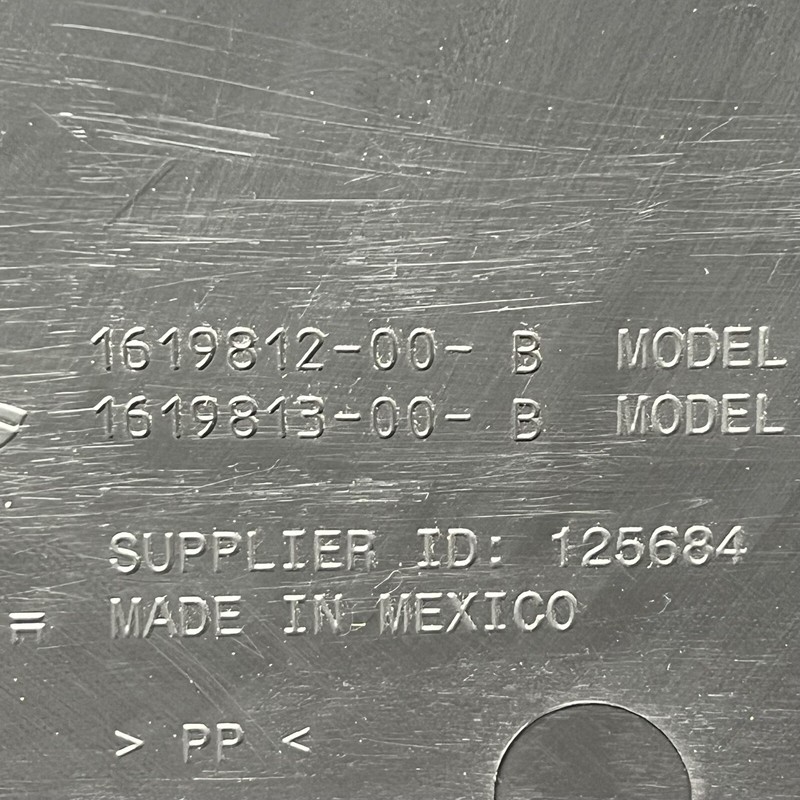 1619812-00- B MODEL
1619813-00- B MODEL
SUPPLIER ID: 125684
MADE IN MEXICO
> PP <